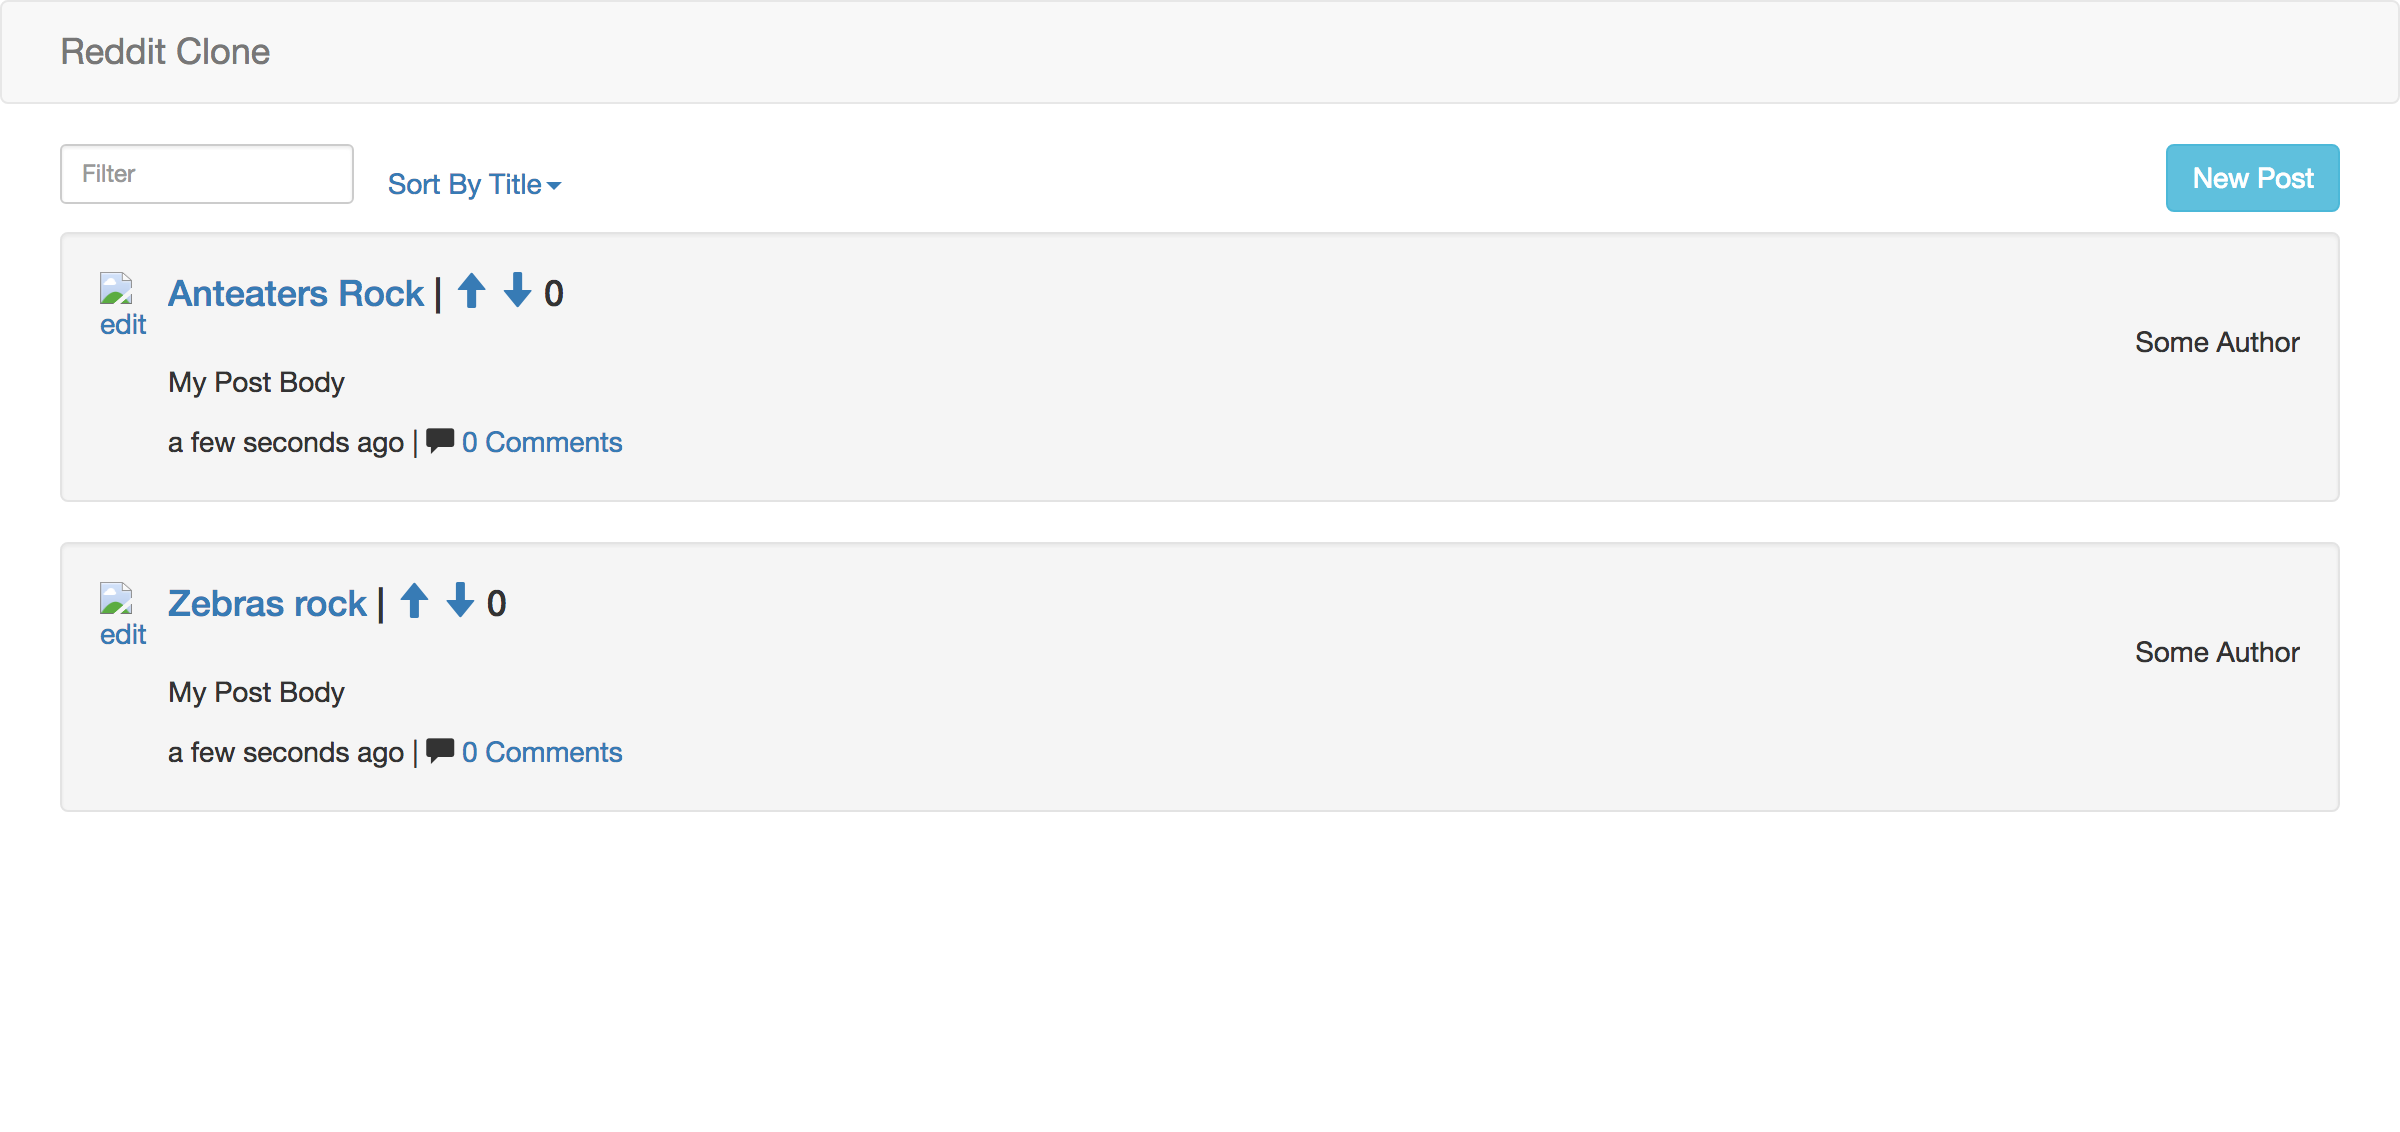 Reddit Clone
Filter
Sort By Title
New Post
Anteaters Rock | 0
edit
Some Author
My Post Body
a few seconds ago | 0 Comments
Zebras rock | 0
edit
Some Author
My Post Body
a few seconds ago | 0 Comments